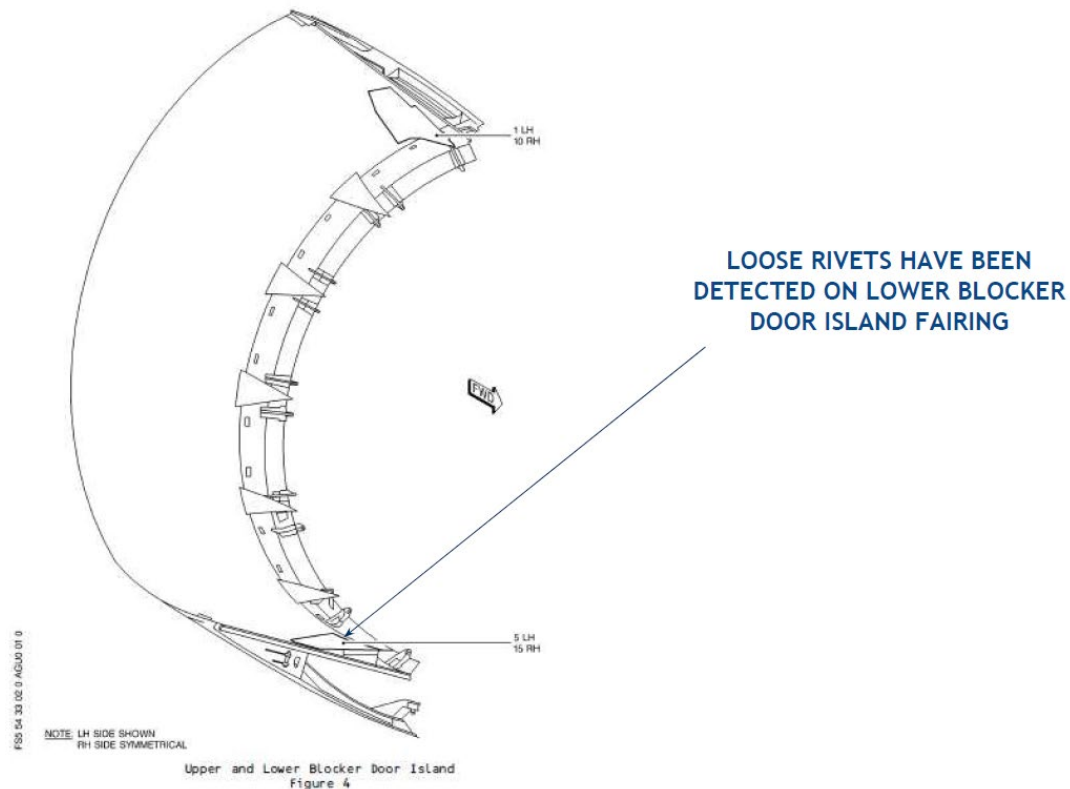 1 LH
10 RH
LOOSE RIVETS HAVE BEEN
DETECTED ON LOWER BLOCKER
DOOR ISLAND FAIRING
FWD
5 LH
15 RH
NOTE: LH SIDE SHOWN
RH SIDE SYMMETRICAL
Upper and Lower Blocker Door Island
Figure 4